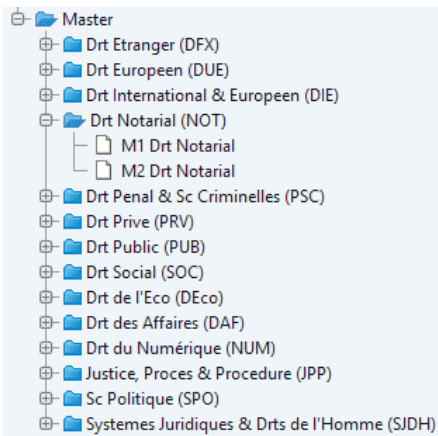 Master
Drt Etranger (DFX)
Drt Europeen (DUE)
Drt International & Europeen (DIE)
Drt Notarial (NOT)
M1 Drt Notarial
M2 Drt Notarial
Drt Penal & Sc Criminelles (PSC)
Drt Prive (PRV)
Drt Public (PUB)
Drt Social (SOC)
Drt de l'Eco (DEco)
Drt des Affaires (DAF)
Drt du Numérique (NUM)
Justice, Proces & Procedure (JPP)
Sc Politique (SPO)
Systemes Juridiques & Drts de l'Homme (SJDH)